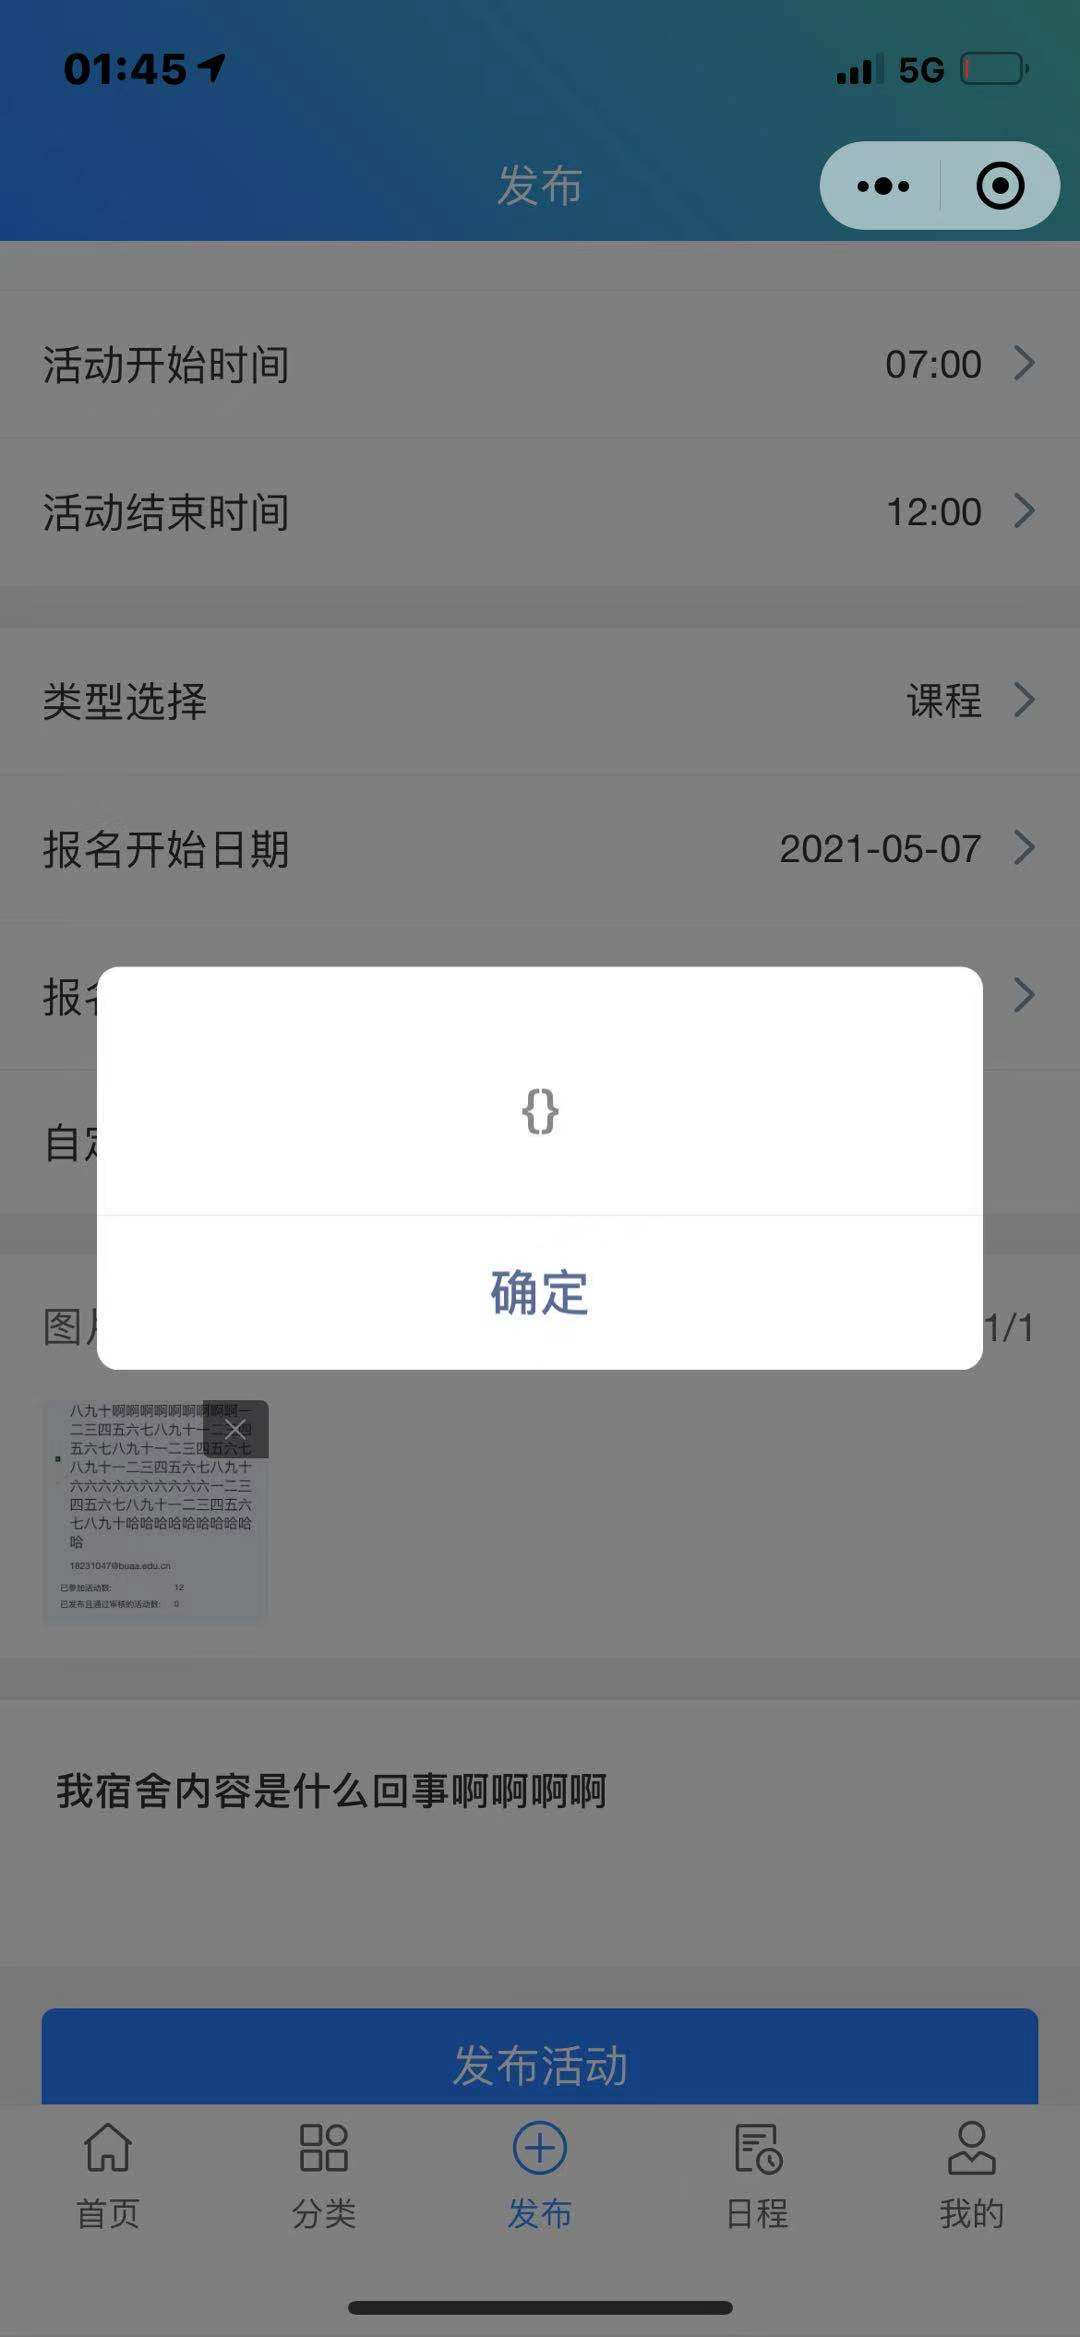 01:45
5G
发布
活动开始时间 07:00
活动结束时间 12:00
类型选择 课程
报名开始日期 2021-05-07
报
{}
自
确定
图 1/1
八九十啊啊啊啊啊啊啊啊啊一
二三四五六七八九十一二三四
五六七八九十一二三四五六七
八九十一二三四五六七八九十
六六六六六六六六六六一二三
四五六七八九十一二三四五六
七八九十哈哈哈哈哈哈哈哈哈
哈
18231047@buaa.edu.cn
已参加活动数: 12
已发布且通过审核的活动数: 0
我宿舍内容是什么回事啊啊啊啊
发布活动
首页 分类 发布 日程 我的